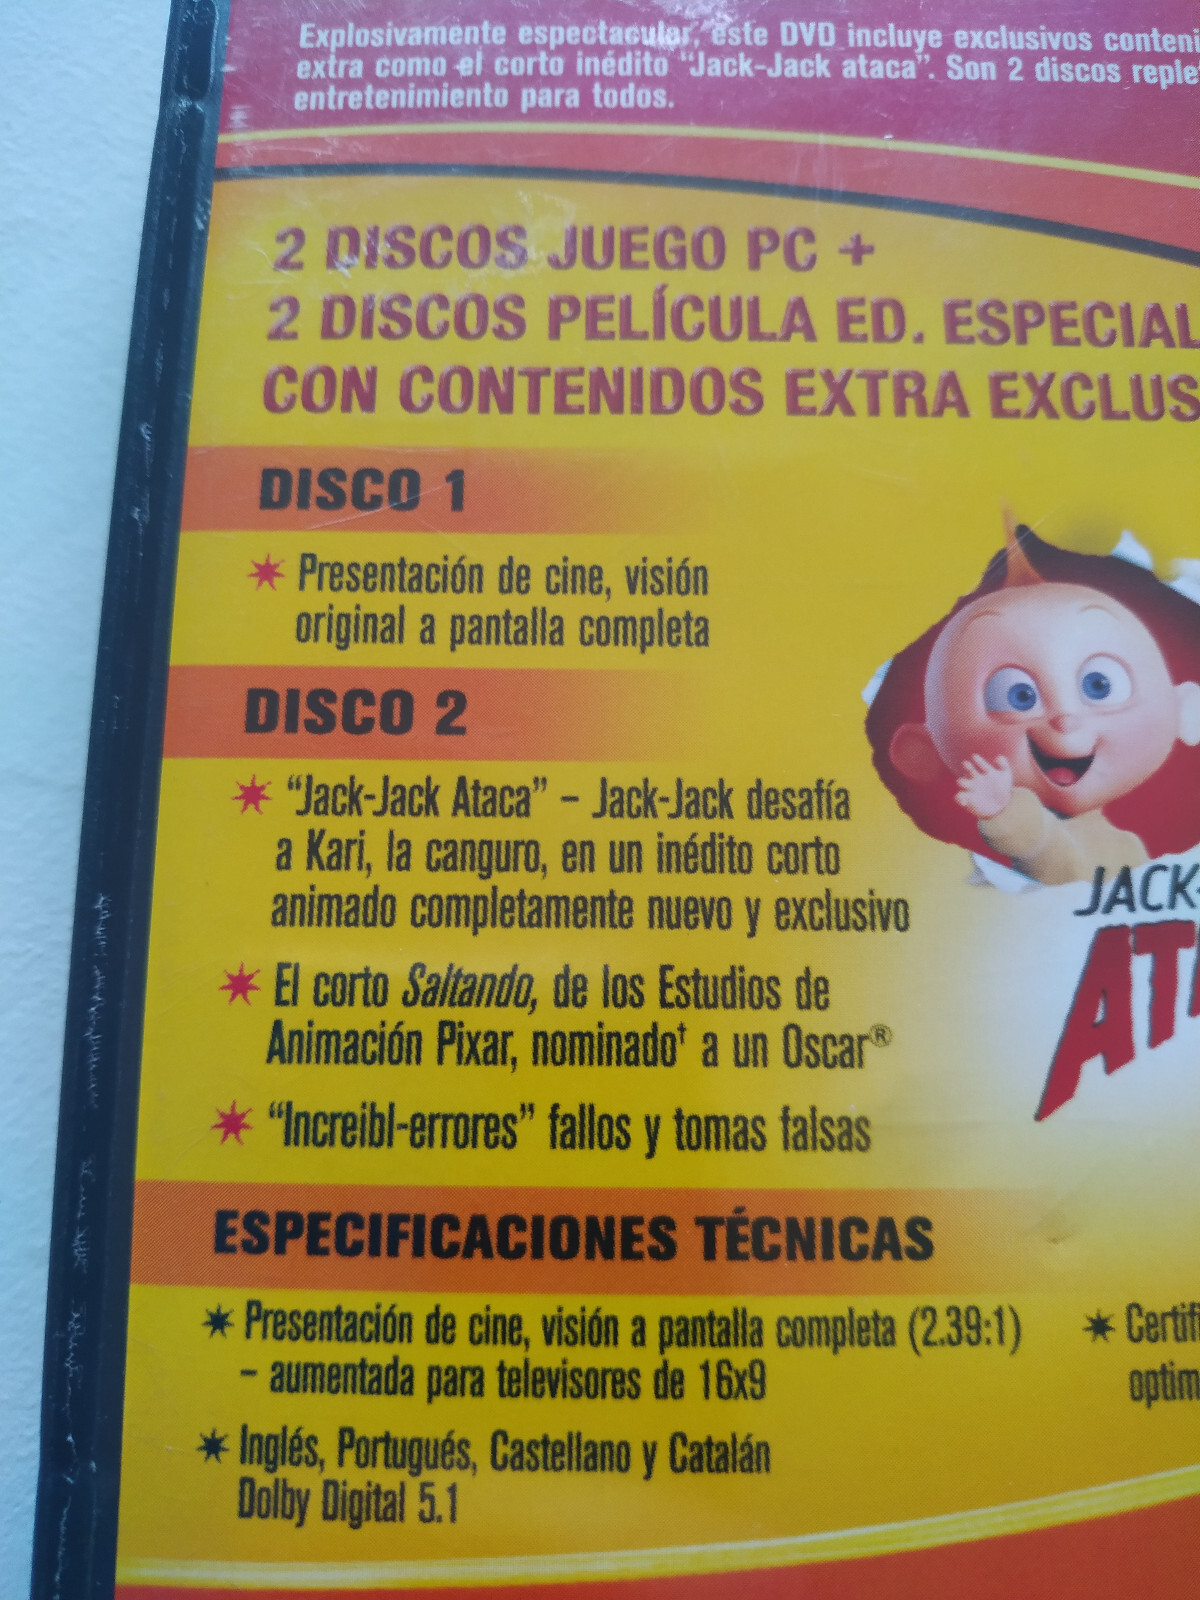 Explosivamente espectacular, este DVD incluye exclusivos conteni
extra como el corto inédito "Jack-Jack ataca". Son 2 discos reple
entretenimiento para todos.
2 DISCOS JUEGO PC +
2 DISCOS PELÍCULA ED. ESPECIAL
CON CONTENIDOS EXTRA EXCLUS
DISCO 1
Presentación de cine, visión
original a pantalla completa
DISCO 2
"Jack-Jack Ataca" – Jack-Jack desafía
a Kari, la canguro, en un inédito corto
animado completamente nuevo y exclusivo
El corto Saltando, de los Estudios de
Animación Pixar, nominado† a un Oscar®
"Increibl-errores" fallos y tomas falsas
JACK-
AT
ESPECIFICACIONES TÉCNICAS
Presentación de cine, visión a pantalla completa (2.39:1)
– aumentada para televisores de 16x9
Inglés, Portugués, Castellano y Catalán
Dolby Digital 5.1
Certifi
optim